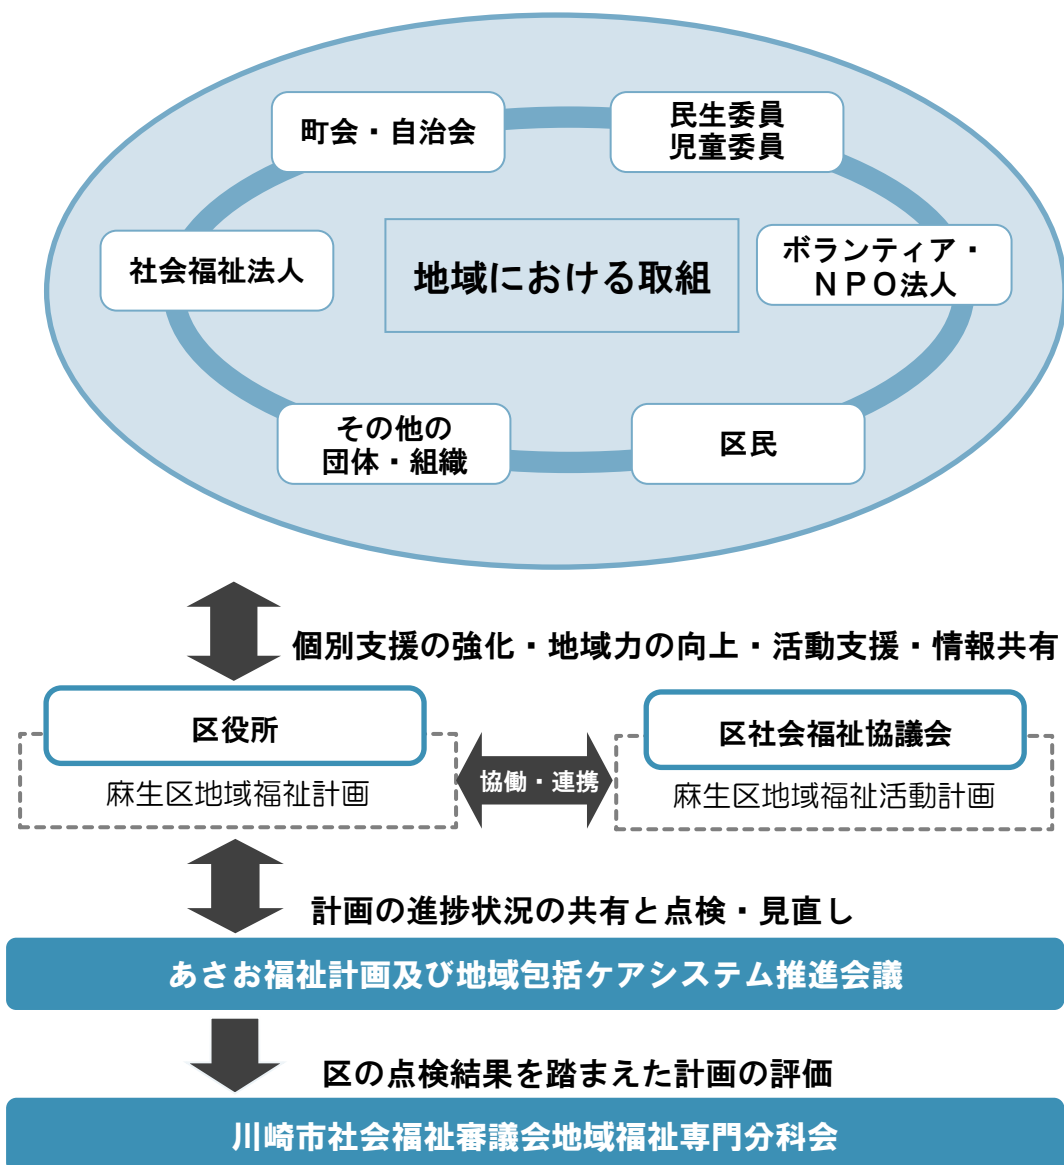 町会・自治会
民生委員
児童委員
社会福祉法人
地域における取組
ボランティア・
ＮＰＯ法人
その他の
団体・組織
区民
個別支援の強化・地域力の向上・活動支援・情報共有
区役所
麻生区地域福祉計画
協働・連携
区社会福祉協議会
麻生区地域福祉活動計画
計画の進捗状況の共有と点検・見直し
あさお福祉計画及び地域包括ケアシステム推進会議
区の点検結果を踏まえた計画の評価
川崎市社会福祉審議会地域福祉専門分科会